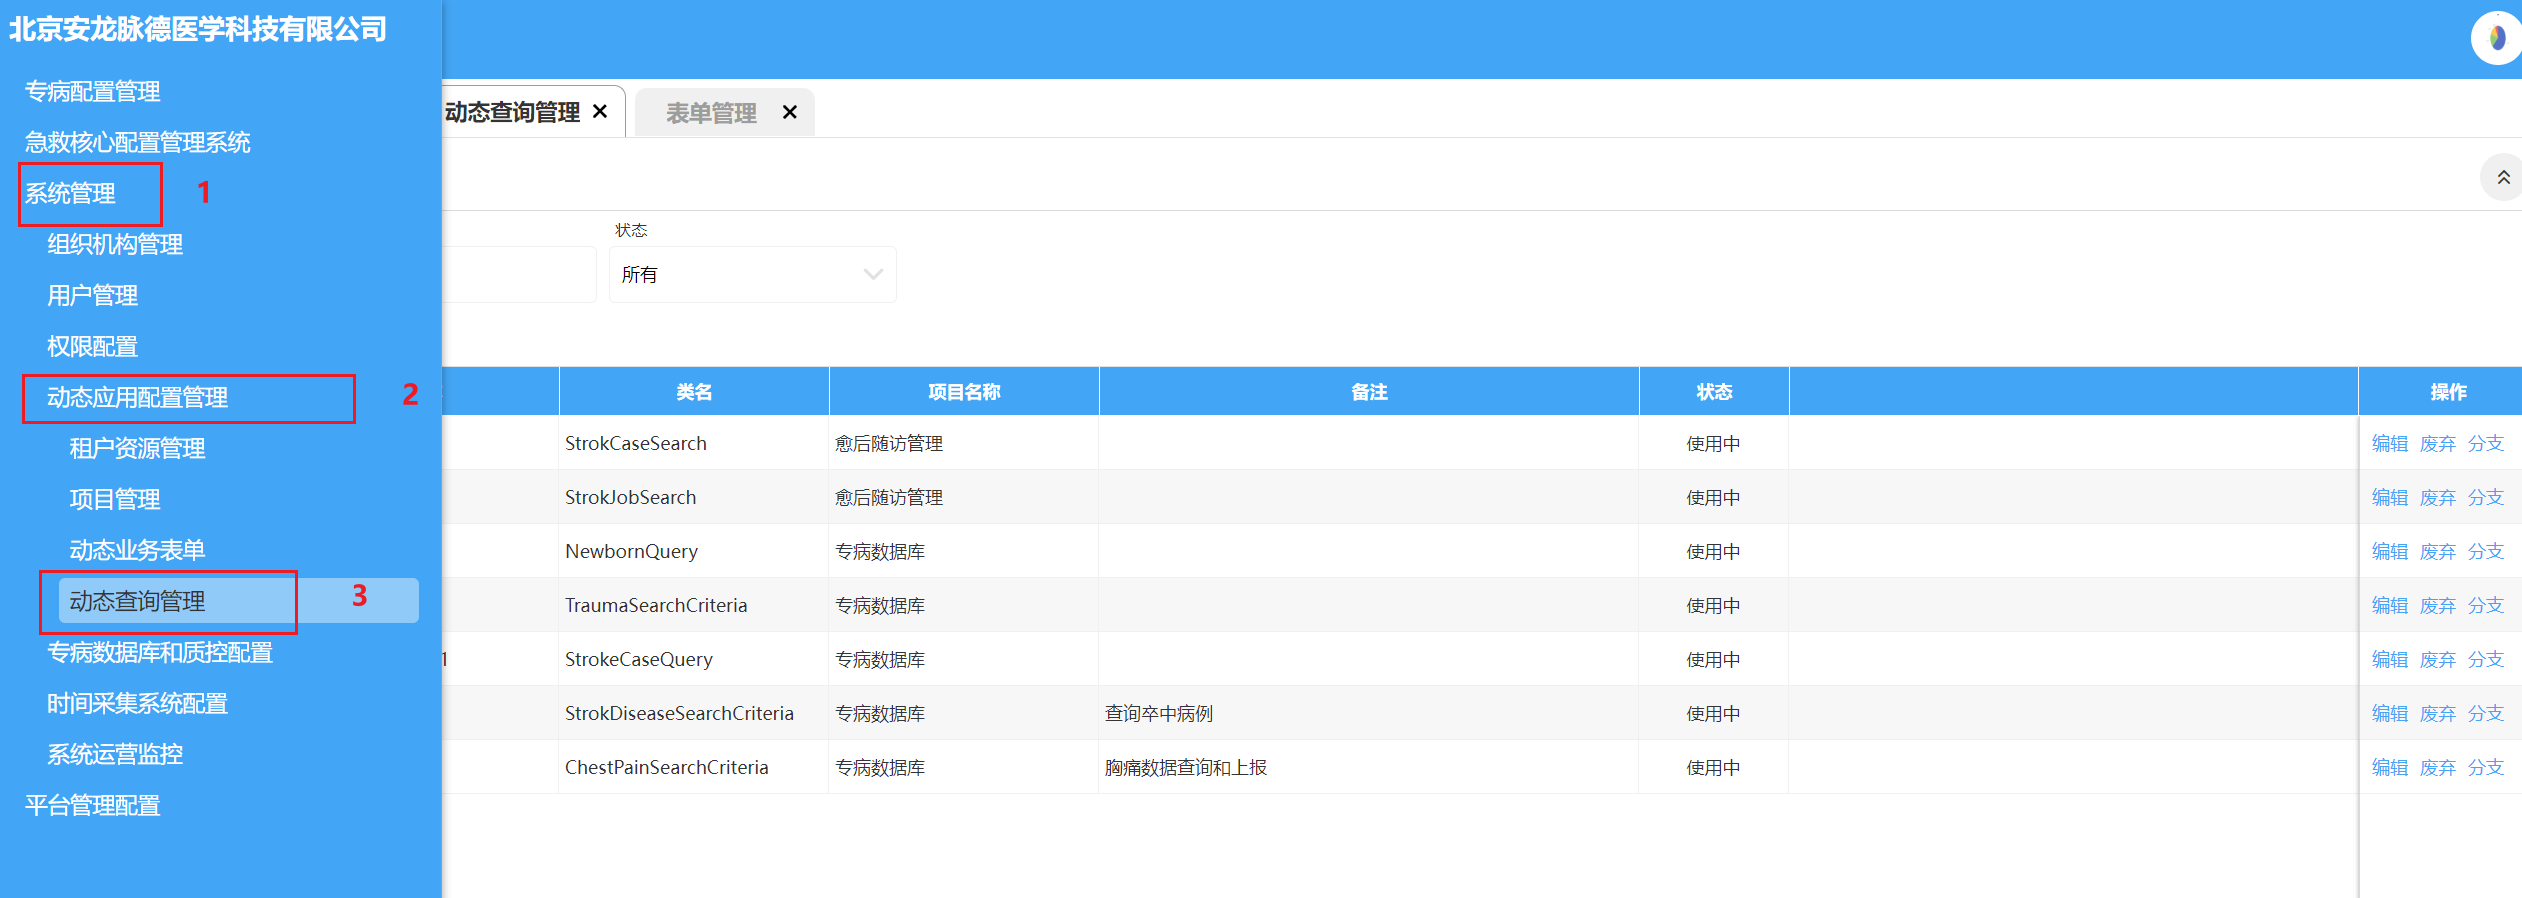 北京安龙脉德医学科技有限公司
专病配置管理
急救核心配置管理系统
系统管理
1
组织机构管理
用户管理
权限配置
动态应用配置管理
2
租户资源管理
项目管理
动态业务表单
动态查询管理
3
专病数据库和质控配置
时间采集系统配置
系统运营监控
平台管理配置
动态查询管理 表单管理
状态
所有
类名 项目名称 备注 状态 操作
StrokCaseSearch 愈后随访管理 使用中 编辑 废弃 分支
StrokJobSearch 愈后随访管理 使用中 编辑 废弃 分支
NewbornQuery 专病数据库 使用中 编辑 废弃 分支
TraumaSearchCriteria 专病数据库 使用中 编辑 废弃 分支
1 StrokeCaseQuery 专病数据库 使用中 编辑 废弃 分支
StrokDiseaseSearchCriteria 专病数据库 查询卒中病例 使用中 编辑 废弃 分支
ChestPainSearchCriteria 专病数据库 胸痛数据查询和上报 使用中 编辑 废弃 分支